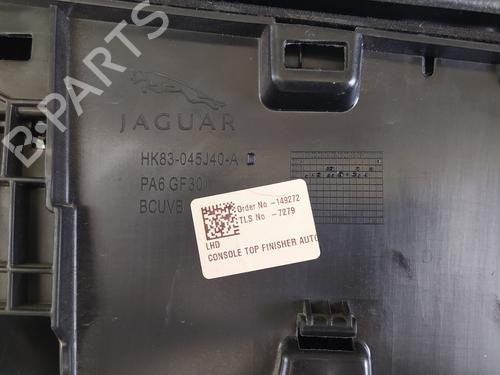 B-Parts
JAGUAR
HK83-045J40-A
PA6 GF30
BCUVB
Order No -149272
TLS No -7279
LHD
CONSOLE TOP FINISHER AUTO